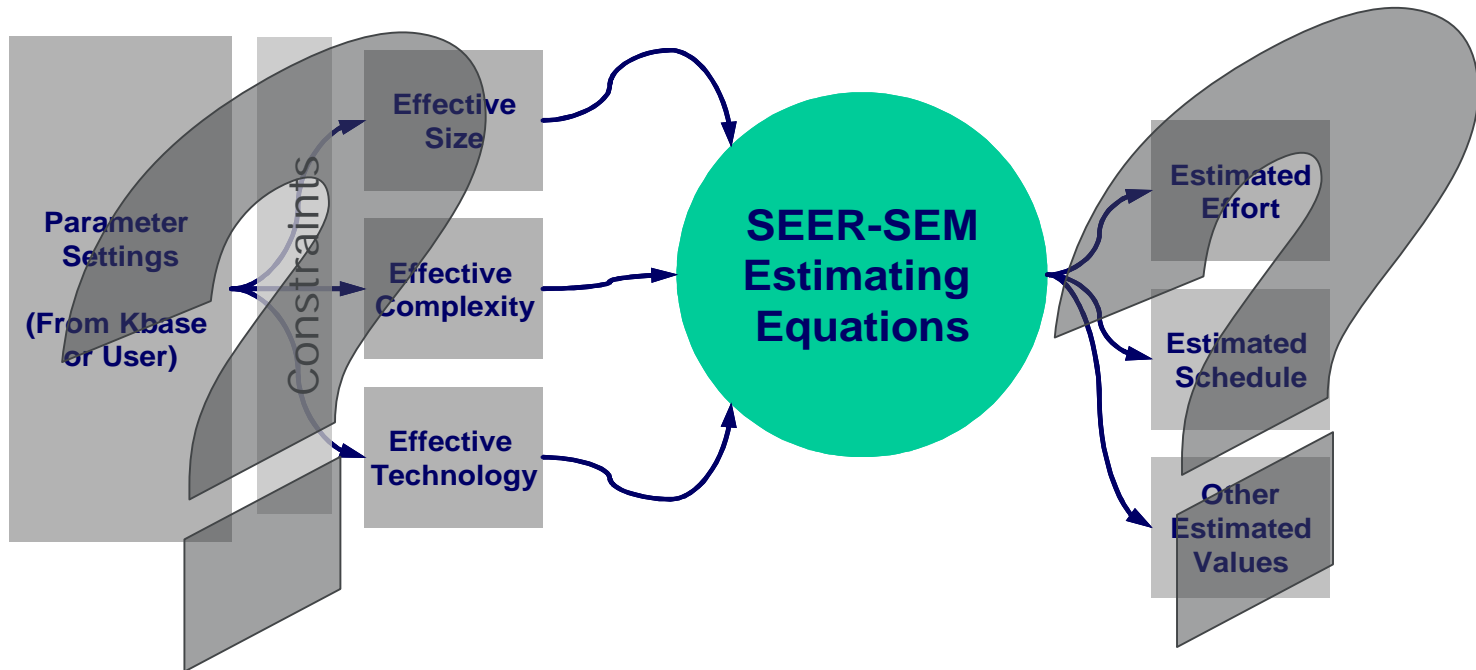 Parameter
Settings
(From Kbase
or User)
Constraints
Effective
Size
Effective
Complexity
Effective
Technology
SEER-SEM
Estimating
Equations
Estimated
Effort
Estimated
Schedule
Other
Estimated
Values